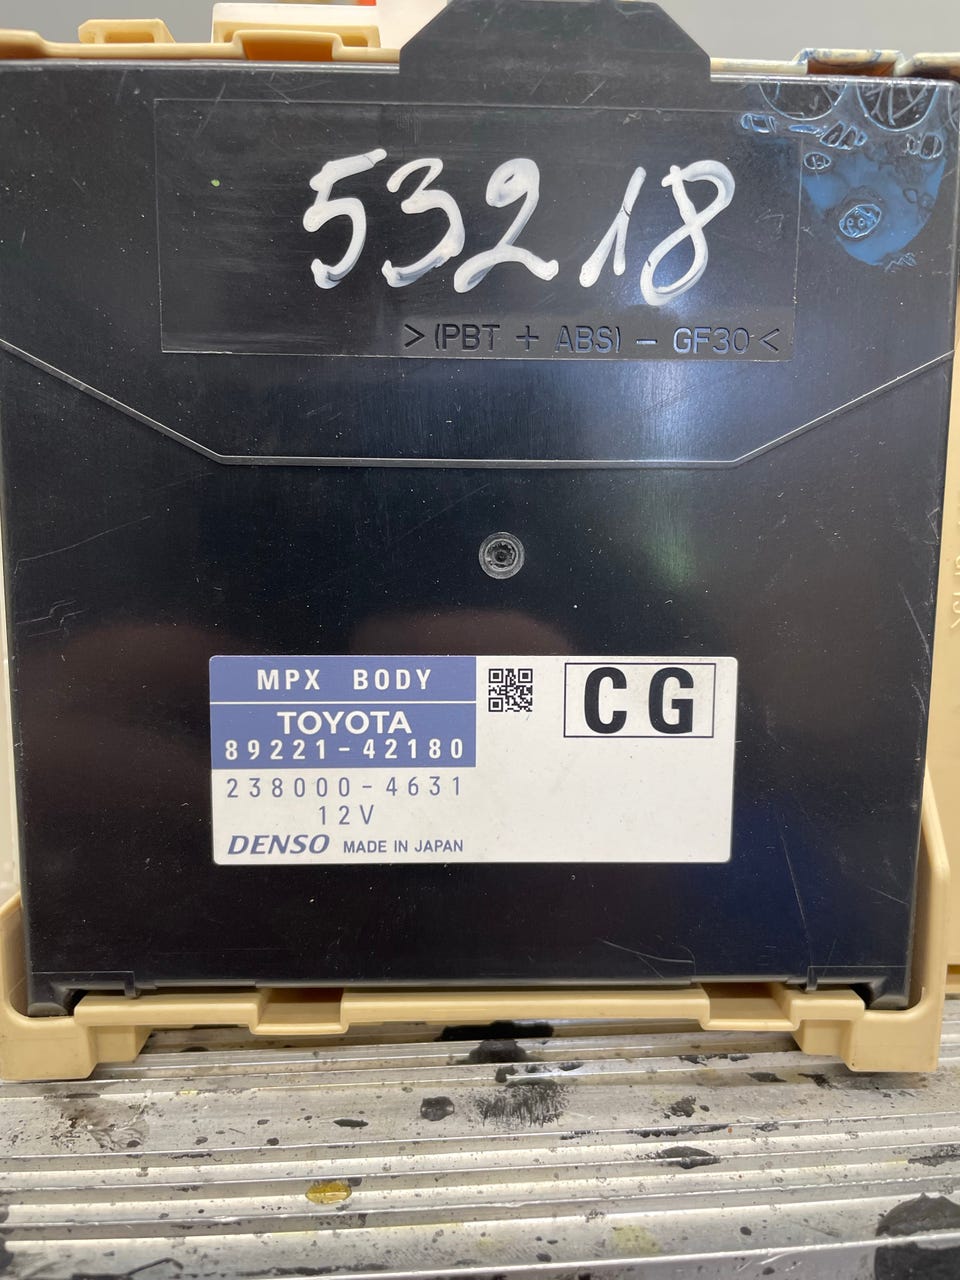 53218
>(PBT + ABS) - GF30<
MPX BODY
TOYOTA
89221-42180
CG
238000-4631
12V
DENSO MADE IN JAPAN